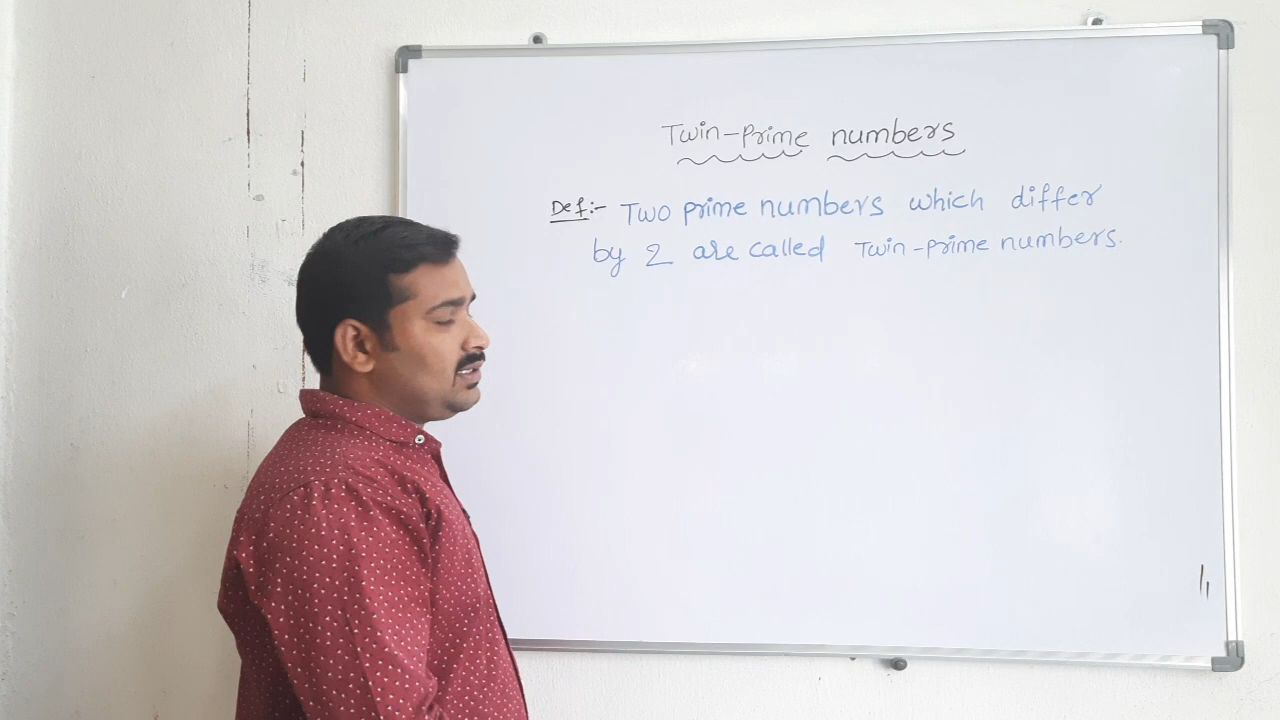 Twin-Prime numbers
Def:- Two prime numbers which differ
by 2 are called Twin-prime numbers.